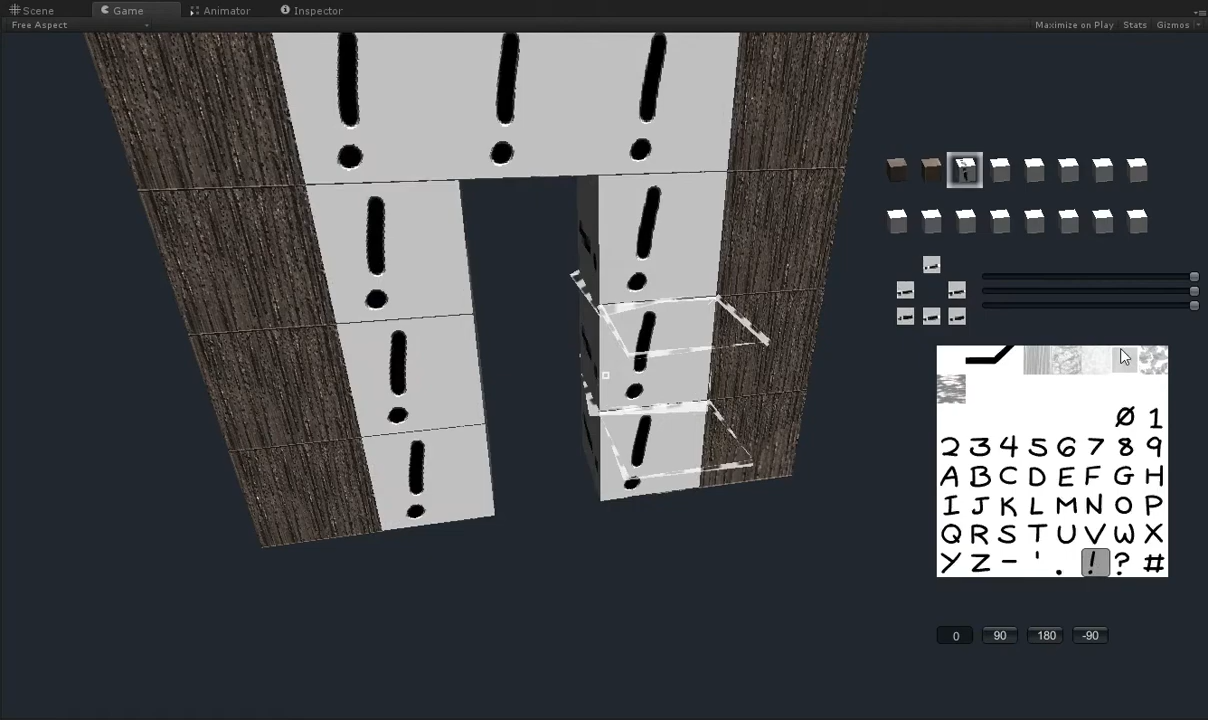 Scene Game Animator Inspector
Free Aspect Maximize on Play Stats Gizmos
! ! !
! !
! !
! !
Ø 1
2 3 4 5 6 7 8 9
A B C D E F G H
I J K L M N O P
Q R S T U V W X
Y Z - ' . ! ? #
0 90 180 -90